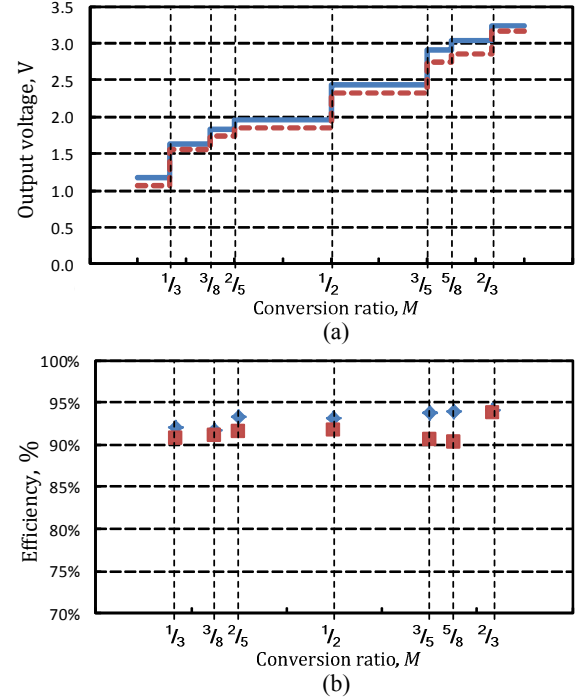 3.5
3.0
2.5
2.0
1.5
1.0
0.5
0.0
Output voltage, V
1/3 3/8 2/5 1/2 3/5 5/8 2/3
Conversion ratio, M
(a)
100%
95%
90%
85%
80%
75%
70%
Efficiency, %
1/3 3/8 2/5 1/2 3/5 5/8 2/3
Conversion ratio, M
(b)